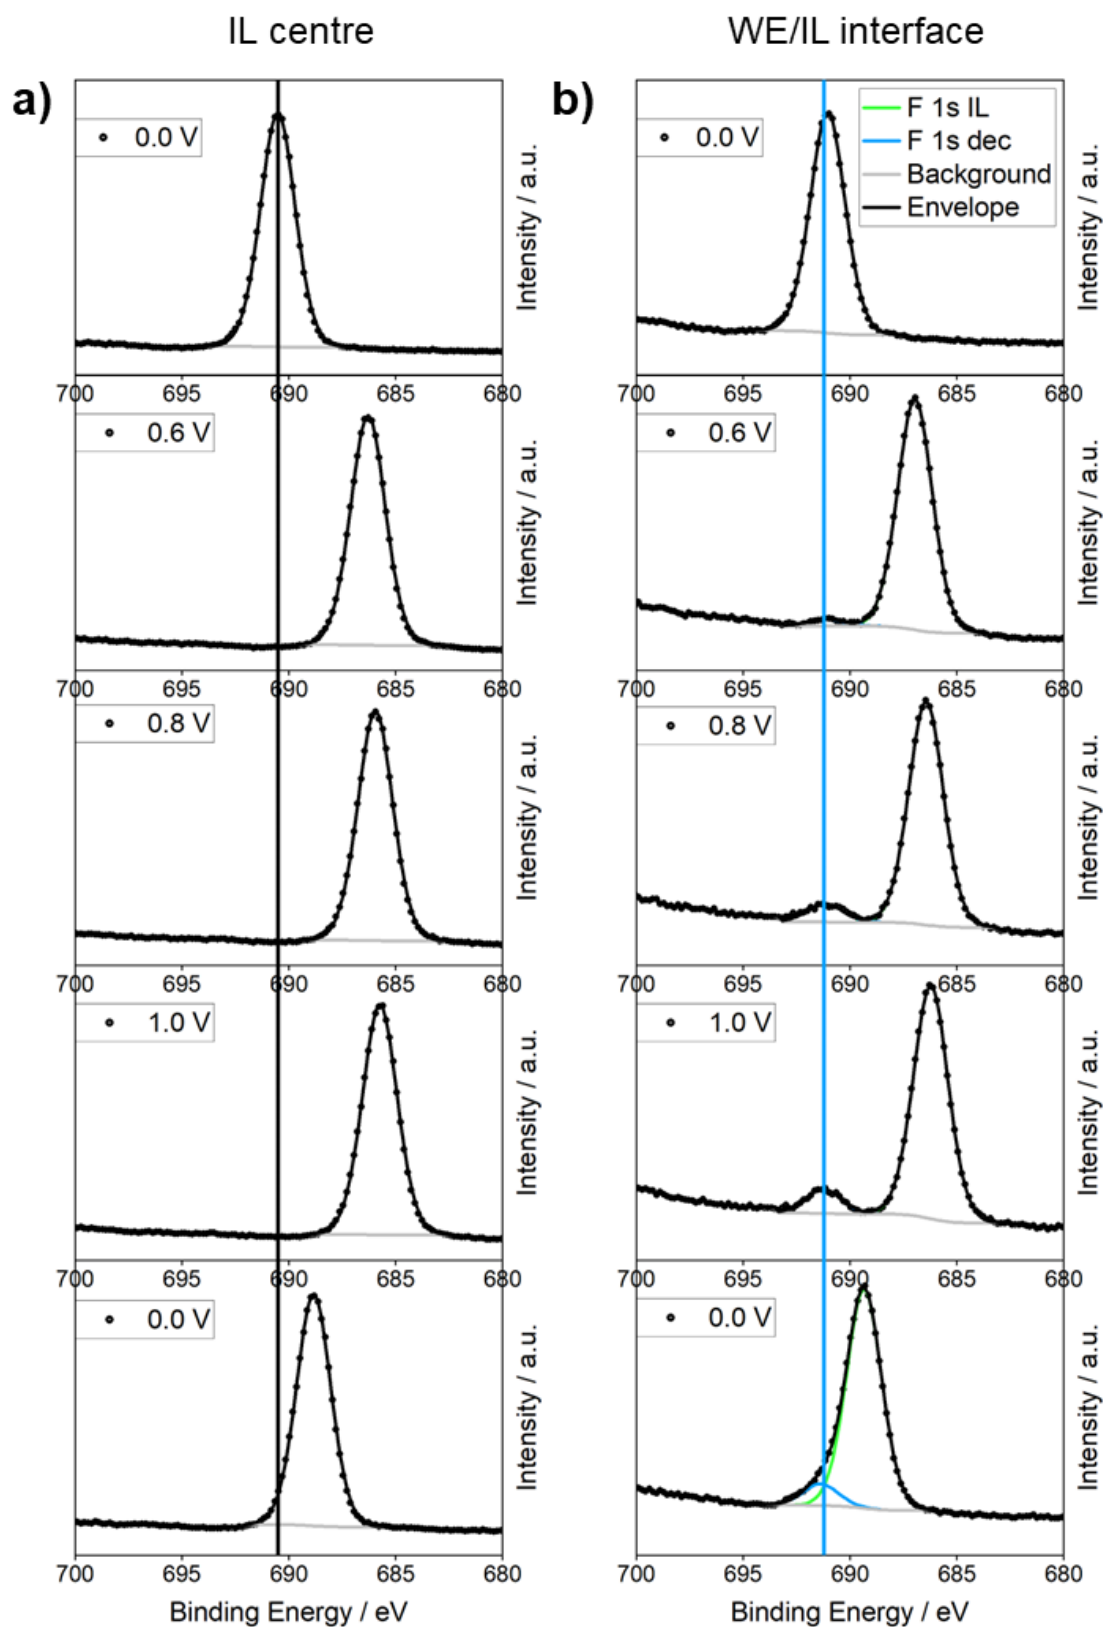 IL centre
WE/IL interface
a)
b)
0.0 V
Intensity / a.u.
0.0 V
F 1s IL
F 1s dec
Background
Envelope
Intensity / a.u.
700 695 690 685 680
700 695 690 685 680
0.6 V
Intensity / a.u.
0.6 V
Intensity / a.u.
700 695 690 685 680
700 695 690 685 680
0.8 V
Intensity / a.u.
0.8 V
Intensity / a.u.
700 695 690 685 680
700 695 690 685 680
1.0 V
Intensity / a.u.
1.0 V
Intensity / a.u.
700 695 690 685 680
700 695 690 685 680
0.0 V
Intensity / a.u.
0.0 V
Intensity / a.u.
700 695 690 685 680
700 695 690 685 680
Binding Energy / eV
Binding Energy / eV